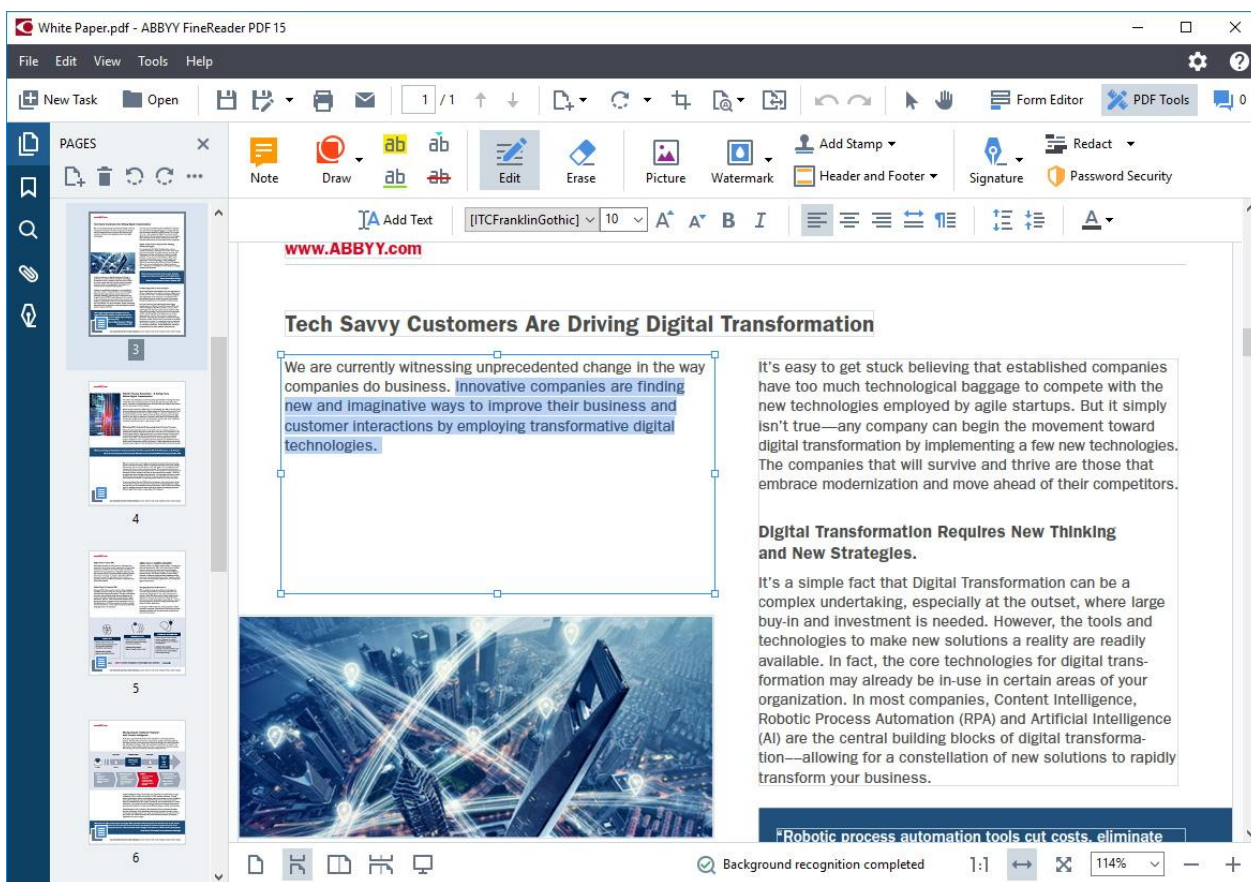 White Paper.pdf - ABBYY FineReader PDF 15
File Edit View Tools Help
New Task Open 1 / 1 Form Editor PDF Tools 0
PAGES
Note Draw ab ab ab ab Edit Erase Picture Watermark Add Stamp Header and Footer Signature Redact Password Security
Add Text [ITCFranklinGothic] 10 A A B I A
3
4
5
6
www.ABBYY.com
Tech Savvy Customers Are Driving Digital Transformation
We are currently witnessing unprecedented change in the way
companies do business. Innovative companies are finding
new and imaginative ways to improve their business and
customer interactions by employing transformative digital
technologies.
It's easy to get stuck believing that established companies
have too much technological baggage to compete with the
new technologies employed by agile startups. But it simply
isn't true—any company can begin the movement toward
digital transformation by implementing a few new technologies.
The companies that will survive and thrive are those that
embrace modernization and move ahead of their competitors.
Digital Transformation Requires New Thinking
and New Strategies.
It's a simple fact that Digital Transformation can be a
complex undertaking, especially at the outset, where large
buy-in and investment is needed. However, the tools and
technologies to make new solutions a reality are readily
available. In fact, the core technologies for digital trans-
formation may already be in-use in certain areas of your
organization. In most companies, Content Intelligence,
Robotic Process Automation (RPA) and Artificial Intelligence
(AI) are the central building blocks of digital transforma-
tion—allowing for a constellation of new solutions to rapidly
transform your business.
"Robotic process automation tools cut costs, eliminate
Background recognition completed 1:1 114%